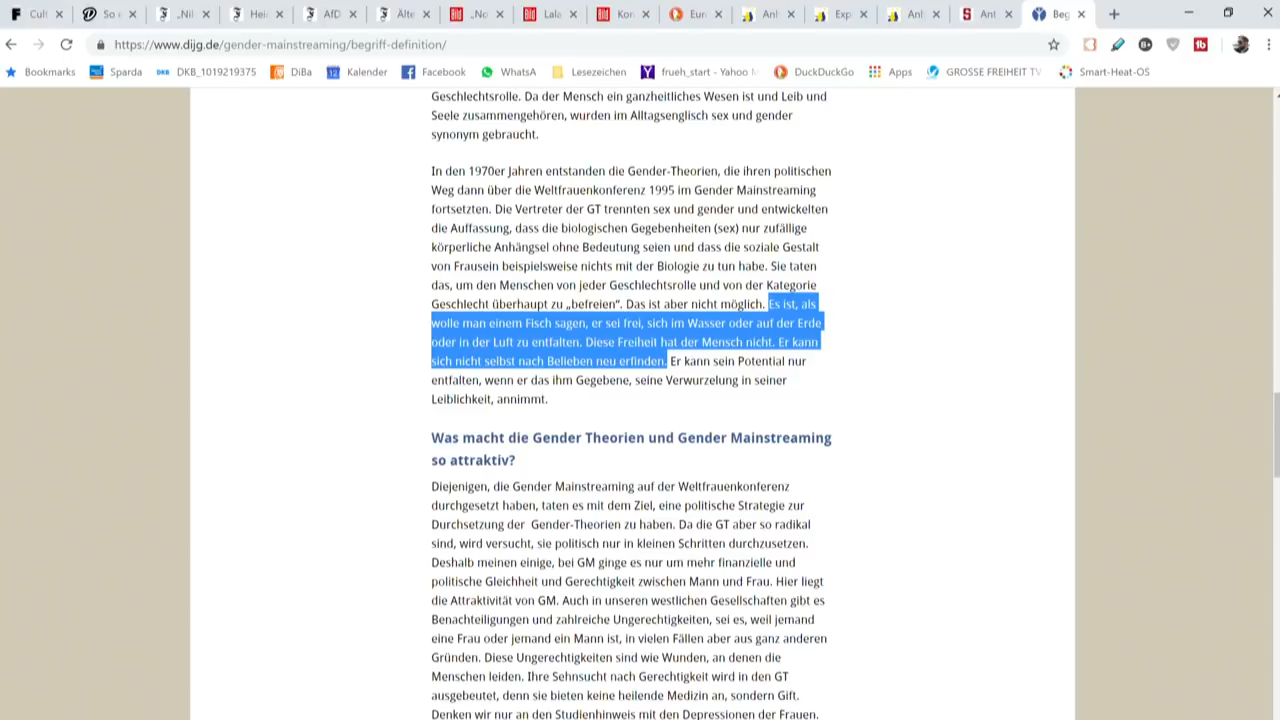 Cult
So e
„Nil
Heil
AfD
Älte
„No
Lala
Kor
Eur
Anl
Exp
Anl
Ant
Beg
https://www.dijg.de/gender-mainstreaming/begriff-definition/
Bookmarks Sparda DKB_1019219375 DiBa Kalender Facebook WhatsA Lesezeichen frueh_start - Yahoo DuckDuckGo Apps GROSSE FREIHEIT TV Smart-Heat-OS
Geschlechtsrolle. Da der Mensch ein ganzheitliches Wesen ist und Leib und
Seele zusammengehören, wurden im Alltagsenglisch sex und gender
synonym gebraucht.
In den 1970er Jahren entstanden die Gender-Theorien, die ihren politischen
Weg dann über die Weltfrauenkonferenz 1995 im Gender Mainstreaming
fortsetzten. Die Vertreter der GT trennten sex und gender und entwickelten
die Auffassung, dass die biologischen Gegebenheiten (sex) nur zufällige
körperliche Anhängsel ohne Bedeutung seien und dass die soziale Gestalt
von Frausein beispielsweise nichts mit der Biologie zu tun habe. Sie taten
das, um den Menschen von jeder Geschlechtsrolle und von der Kategorie
Geschlecht überhaupt zu „befreien“. Das ist aber nicht möglich. Es ist, als
wolle man einem Fisch sagen, er sei frei, sich im Wasser oder auf der Erde
oder in der Luft zu entfalten. Diese Freiheit hat der Mensch nicht. Er kann
sich nicht selbst nach Belieben neu erfinden. Er kann sein Potential nur
entfalten, wenn er das ihm Gegebene, seine Verwurzelung in seiner
Leiblichkeit, annimmt.
Was macht die Gender Theorien und Gender Mainstreaming
so attraktiv?
Diejenigen, die Gender Mainstreaming auf der Weltfrauenkonferenz
durchgesetzt haben, taten es mit dem Ziel, eine politische Strategie zur
Durchsetzung der Gender-Theorien zu haben. Da die GT aber so radikal
sind, wird versucht, sie politisch nur in kleinen Schritten durchzusetzen.
Deshalb meinen einige, bei GM ginge es nur um mehr finanzielle und
politische Gleichheit und Gerechtigkeit zwischen Mann und Frau. Hier liegt
die Attraktivität von GM. Auch in unseren westlichen Gesellschaften gibt es
Benachteiligungen und zahlreiche Ungerechtigkeiten, sei es, weil jemand
eine Frau oder jemand ein Mann ist, in vielen Fällen aber aus ganz anderen
Gründen. Diese Ungerechtigkeiten sind wie Wunden, an denen die
Menschen leiden. Ihre Sehnsucht nach Gerechtigkeit wird in den GT
ausgebeutet, denn sie bieten keine heilende Medizin an, sondern Gift.
Denken wir nur an den Studienhinweis mit den Depressionen der Frauen.